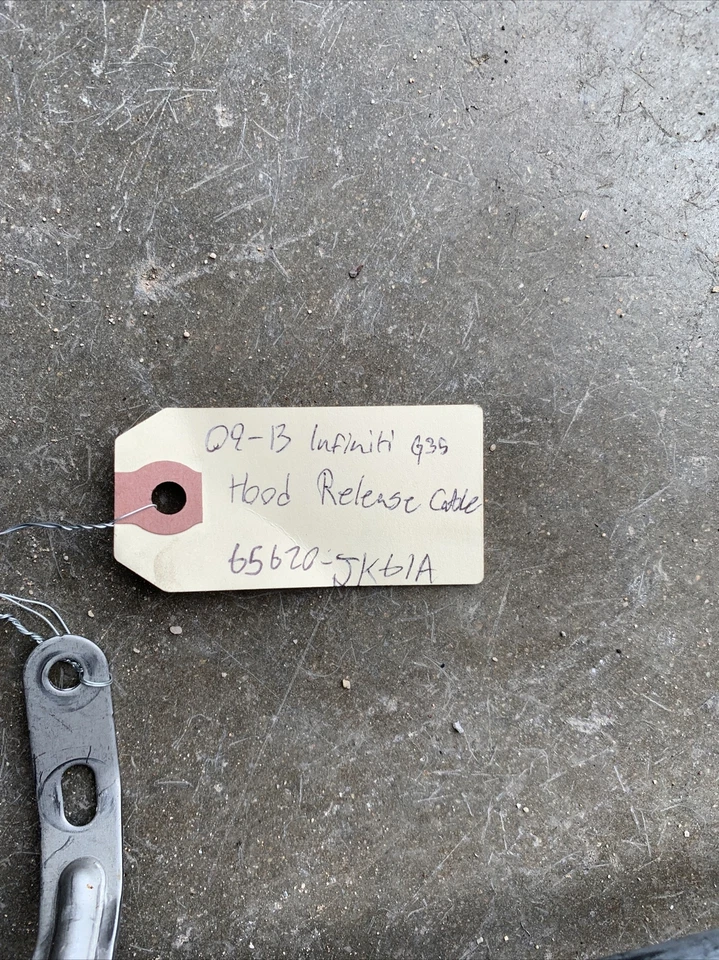 09-13 Infiniti G35
Hood Release Cable
65620-JK61A